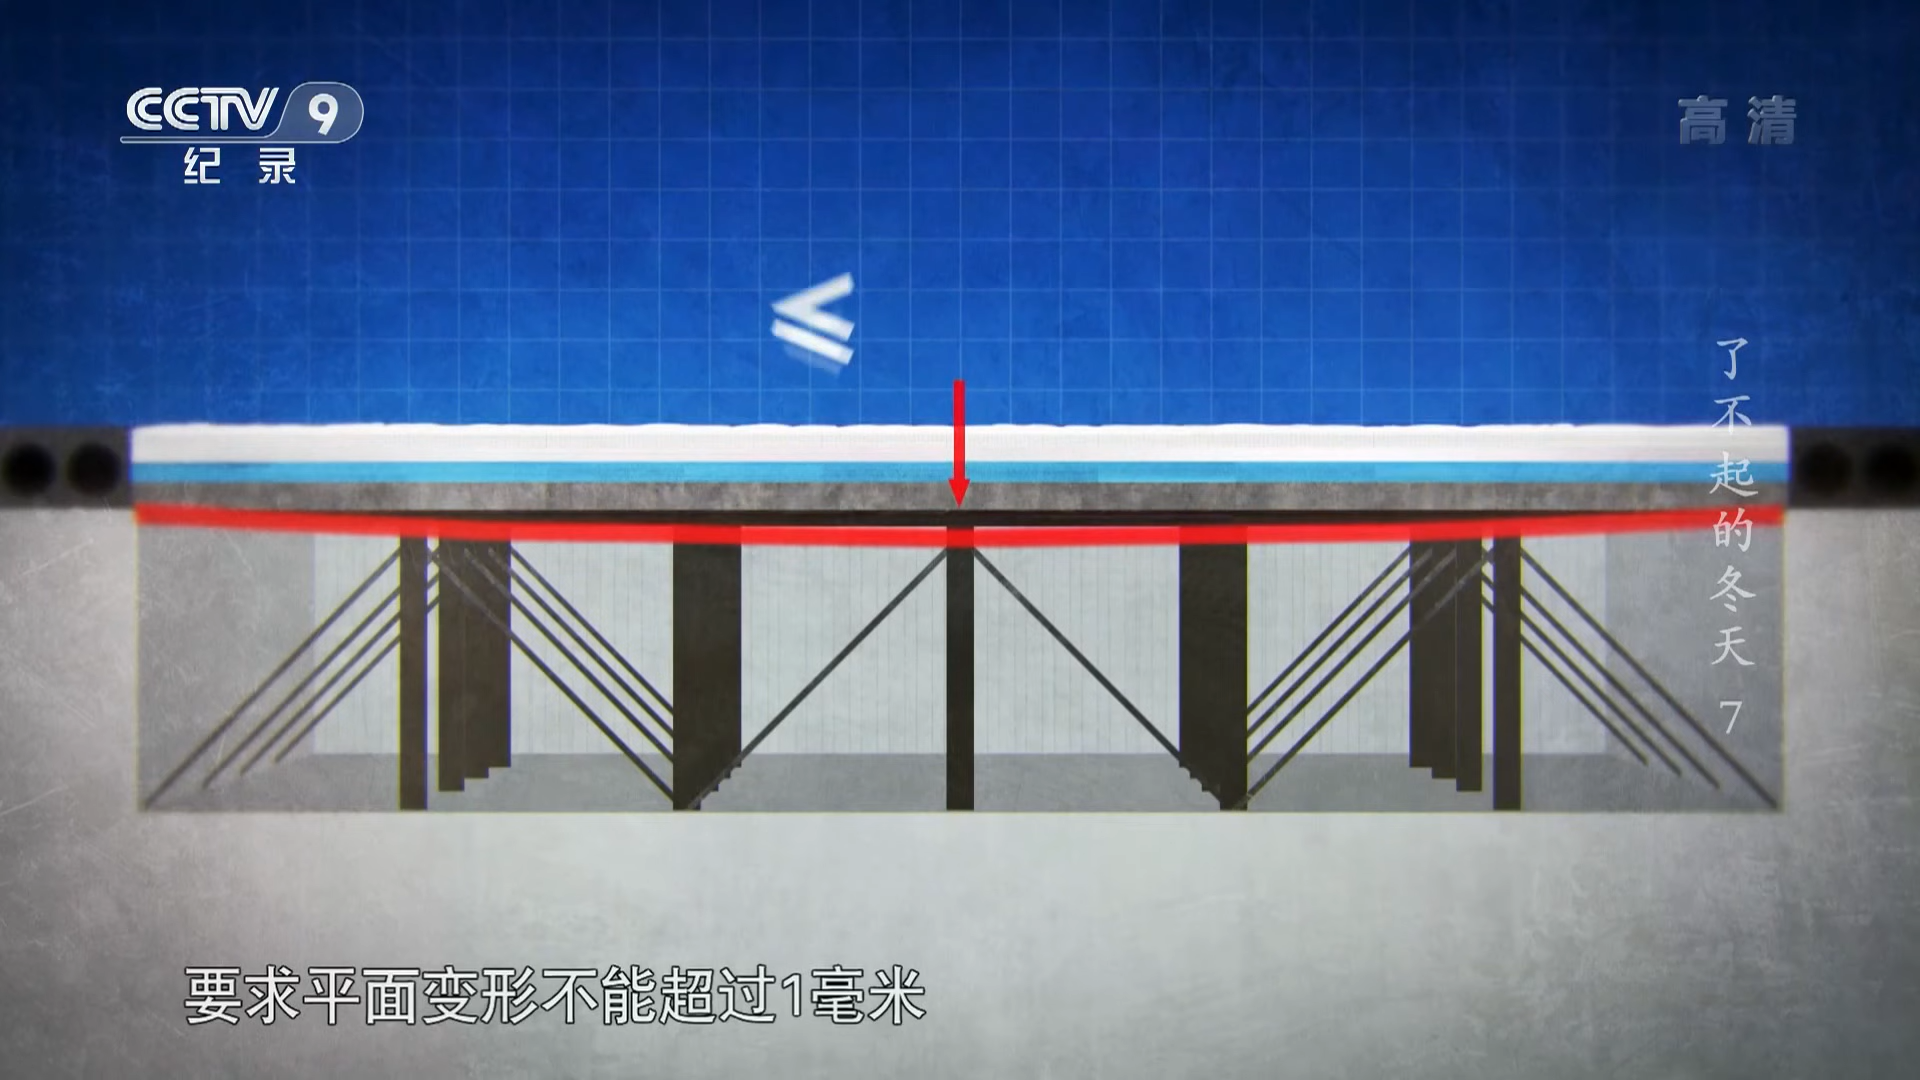 CCTV 9
纪 录
高 清
≤
了不起的冬天 7
要求平面变形不能超过1毫米